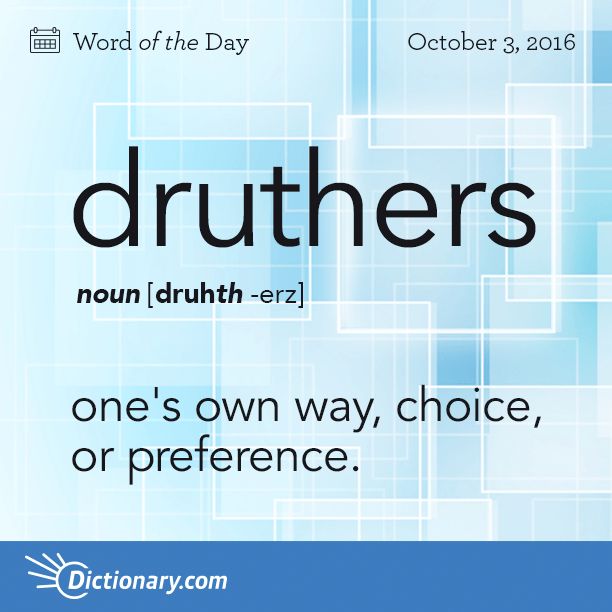 Word of the Day October 3, 2016
druthers
noun [druhth -erz]
one's own way, choice,
or preference.
Dictionary.com